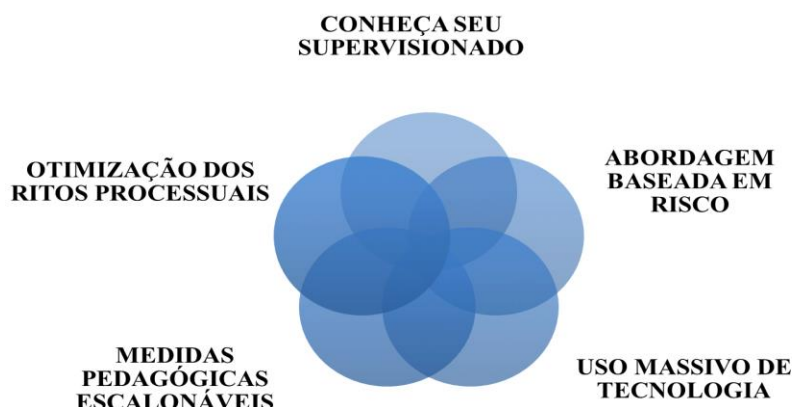 CONHEÇA SEU
SUPERVISIONADO
OTIMIZAÇÃO DOS
RITOS PROCESSUAIS
ABORDAGEM
BASEADA EM
RISCO
MEDIDAS
PEDAGÓGICAS
ESCALONÁVEIS
USO MASSIVO DE
TECNOLOGIA